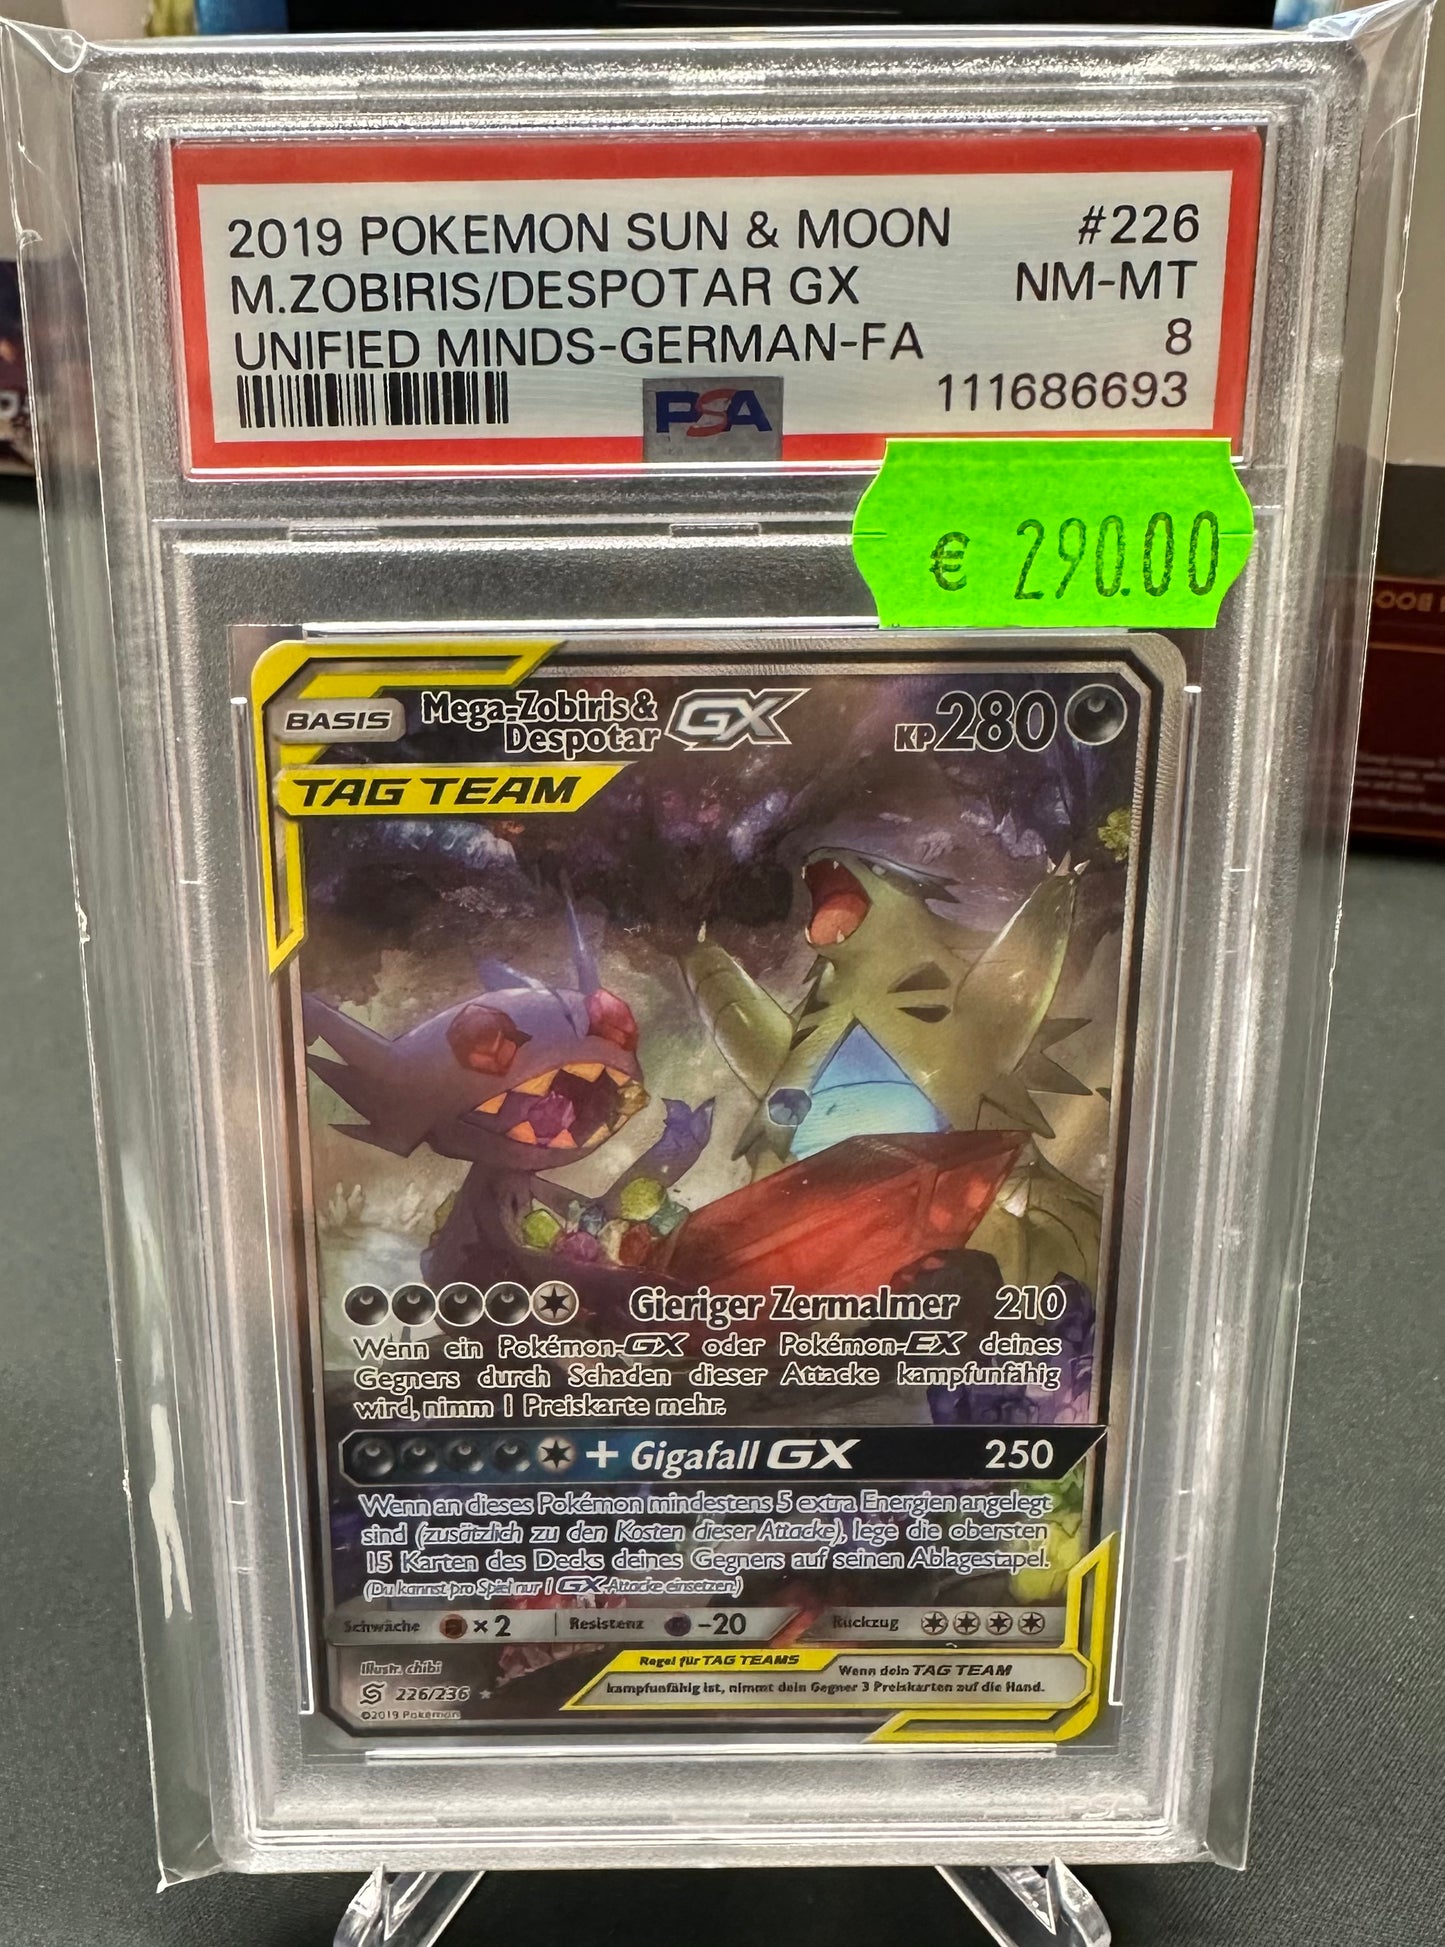 2019 POKEMON SUN & MOON #226
M.ZOBIRIS/DESPOTAR GX NM-MT
UNIFIED MINDS-GERMAN-FA 8
PSA 111686693
€ 290.00
BASIS Mega-Zobiris & Despotar GX KP 280
TAG TEAM
Gieriger Zermalmer 210
Wenn ein Pokémon-GX oder Pokémon-EX deines
Gegners durch Schaden dieser Attacke kampfunfähig
wird, nimm 1 Preiskarte mehr.
+ Gigafall GX 250
Wenn an dieses Pokémon mindestens 5 extra Energien angelegt
sind (zusätzlich zu den Kosten dieser Attacke), lege die obersten
15 Karten des Decks deines Gegners auf seinen Ablagestapel.
(Du kannst pro Spiel nur 1 GX-Attacke einsetzen.)
Schwäche ×2 Resistenz -20 Rückzug
Regel für TAG TEAMS Wenn dein TAG TEAM
kampfunfähig ist, nimmt dein Gegner 3 Preiskarten auf die Hand.
Illustr. chibi
226/236
©2019 Pokémon